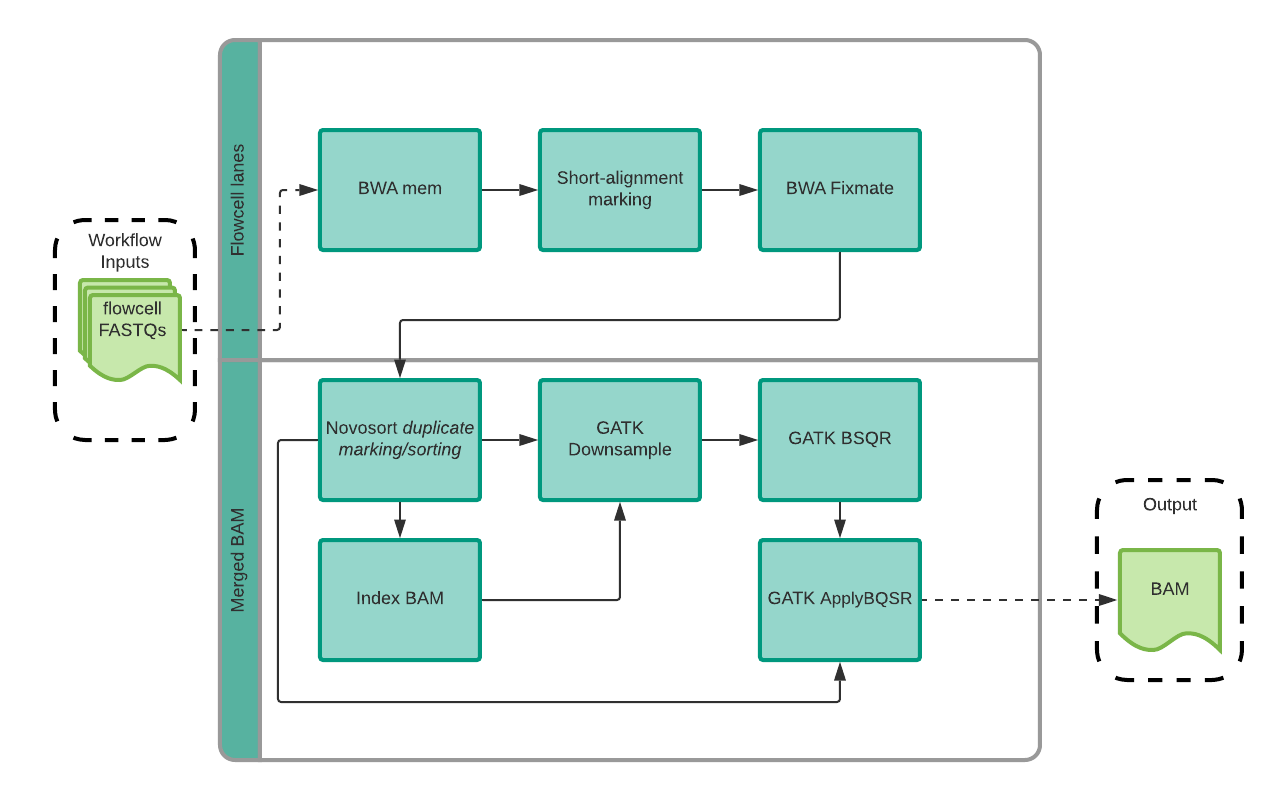 Workflow
Inputs
flowcell
FASTQs
Flowcell lanes
BWA mem
Short-alignment
marking
BWA Fixmate
Merged BAM
Novosort duplicate
marking/sorting
GATK
Downsample
GATK BSQR
Index BAM
GATK ApplyBQSR
Output
BAM